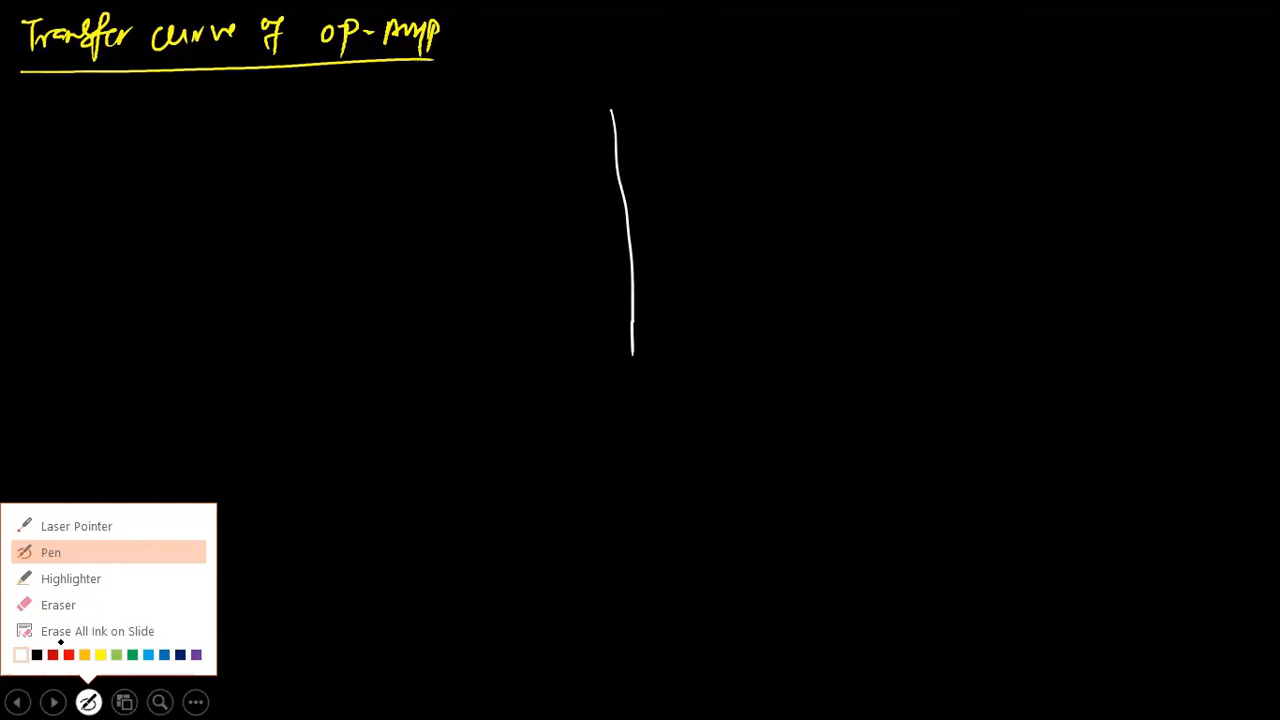 Transfer curve of OP-Amp
Laser Pointer
Pen
Highlighter
Eraser
Erase All Ink on Slide